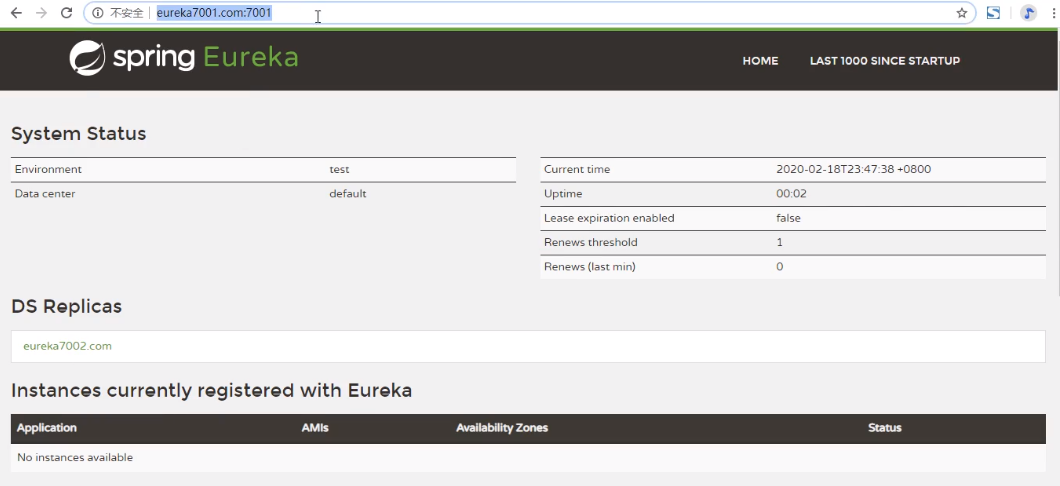 不安全 eureka7001.com:7001
spring Eureka
HOME LAST 1000 SINCE STARTUP
System Status
Environment test
Data center default
Current time 2020-02-18T23:47:38 +0800
Uptime 00:02
Lease expiration enabled false
Renews threshold 1
Renews (last min) 0
DS Replicas
eureka7002.com
Instances currently registered with Eureka
Application AMIs Availability Zones Status
No instances available